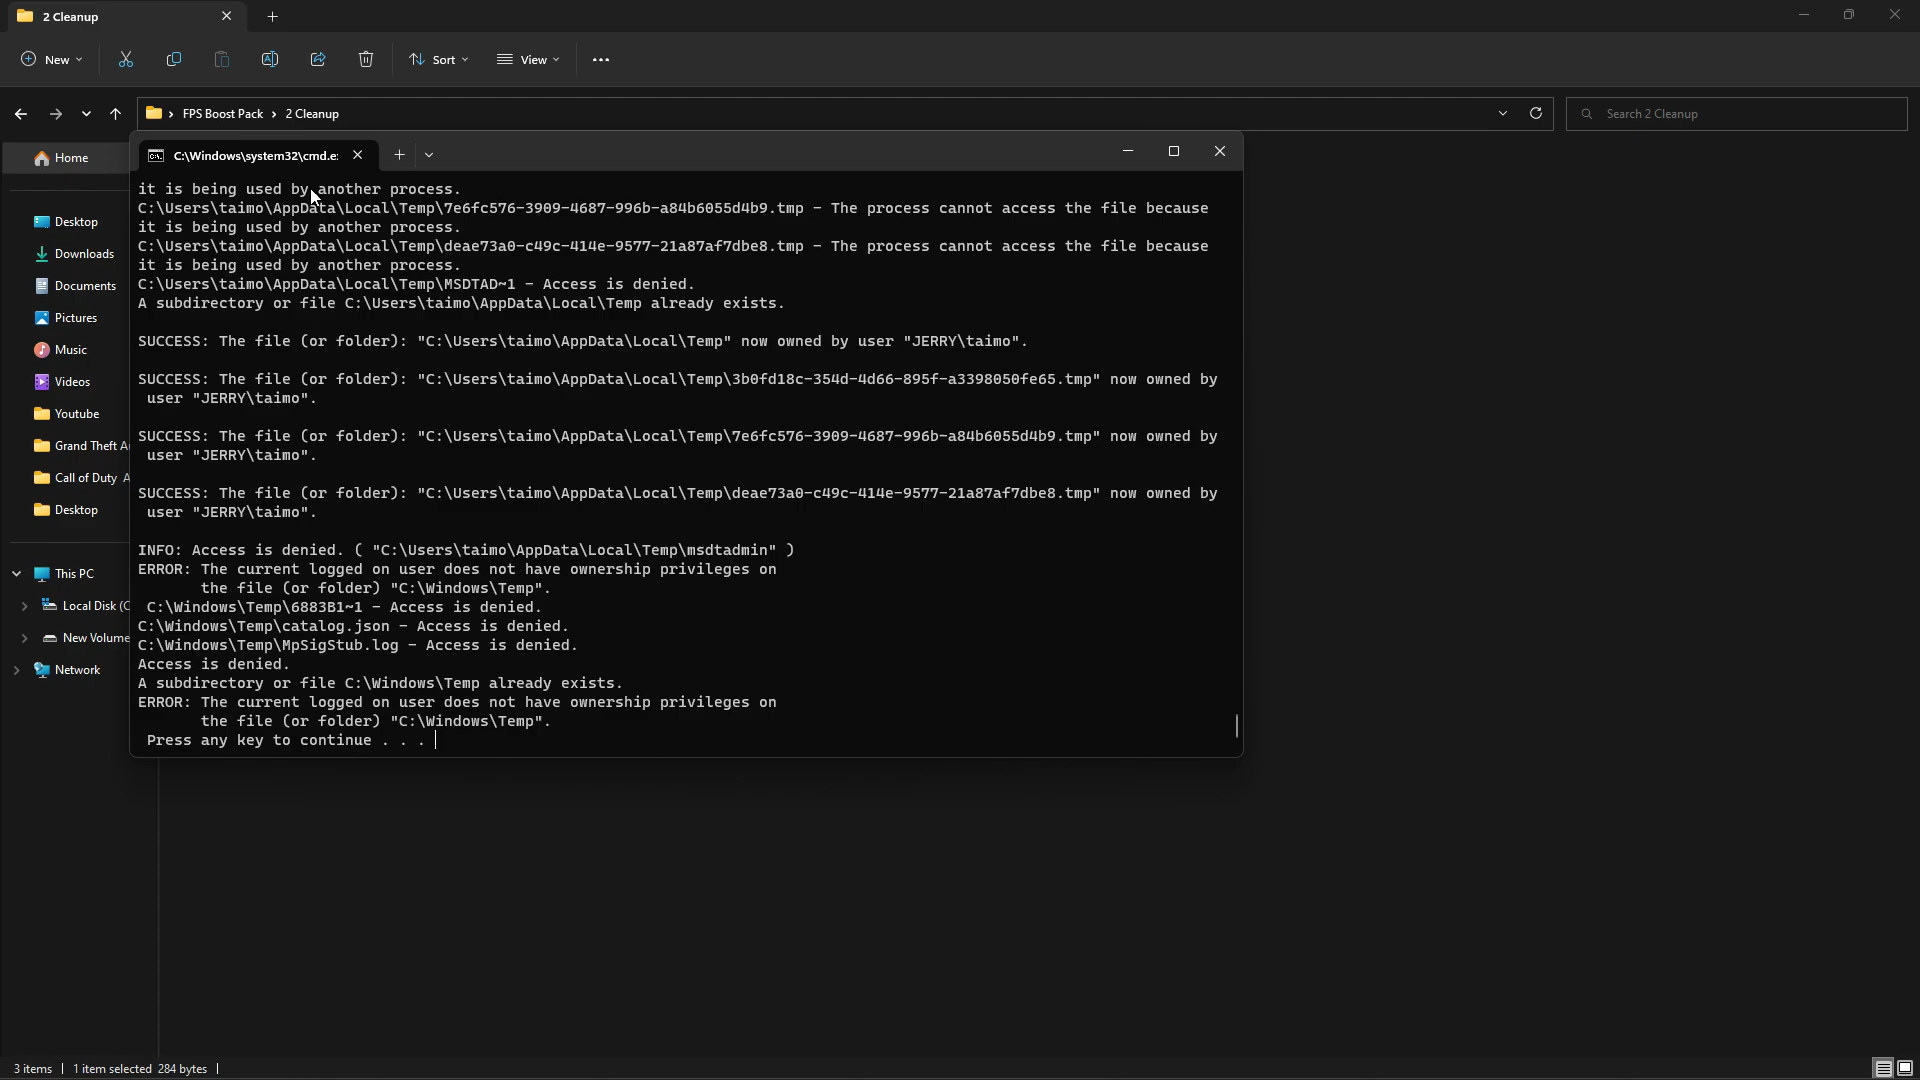 2 Cleanup
New
Sort
View
FPS Boost Pack > 2 Cleanup
Search 2 Cleanup
C:\Windows\system32\cmd.e:
Home
Desktop
Downloads
Documents
Pictures
Music
Videos
Youtube
Grand Theft A
Call of Duty A
Desktop
This PC
Local Disk (C
New Volume
Network
it is being used by another process.
C:\Users\taimo\AppData\Local\Temp\7e6fc576-3909-4687-996b-a84b6055d4b9.tmp - The process cannot access the file because
it is being used by another process.
C:\Users\taimo\AppData\Local\Temp\deae73a0-c49c-414e-9577-21a87af7dbe8.tmp - The process cannot access the file because
it is being used by another process.
C:\Users\taimo\AppData\Local\Temp\MSDTAD~1 - Access is denied.
A subdirectory or file C:\Users\taimo\AppData\Local\Temp already exists.
SUCCESS: The file (or folder): "C:\Users\taimo\AppData\Local\Temp" now owned by user "JERRY\taimo".
SUCCESS: The file (or folder): "C:\Users\taimo\AppData\Local\Temp\3b0fd18c-354d-4d66-895f-a3398050fe65.tmp" now owned by
user "JERRY\taimo".
SUCCESS: The file (or folder): "C:\Users\taimo\AppData\Local\Temp\7e6fc576-3909-4687-996b-a84b6055d4b9.tmp" now owned by
user "JERRY\taimo".
SUCCESS: The file (or folder): "C:\Users\taimo\AppData\Local\Temp\deae73a0-c49c-414e-9577-21a87af7dbe8.tmp" now owned by
user "JERRY\taimo".
INFO: Access is denied. ( "C:\Users\taimo\AppData\Local\Temp\msdtadmin" )
ERROR: The current logged on user does not have ownership privileges on
the file (or folder) "C:\Windows\Temp".
C:\Windows\Temp\6883B1~1 - Access is denied.
C:\Windows\Temp\catalog.json - Access is denied.
C:\Windows\Temp\MpSigStub.log - Access is denied.
Access is denied.
A subdirectory or file C:\Windows\Temp already exists.
ERROR: The current logged on user does not have ownership privileges on
the file (or folder) "C:\Windows\Temp".
Press any key to continue . . .
3 items | 1 item selected 284 bytes |